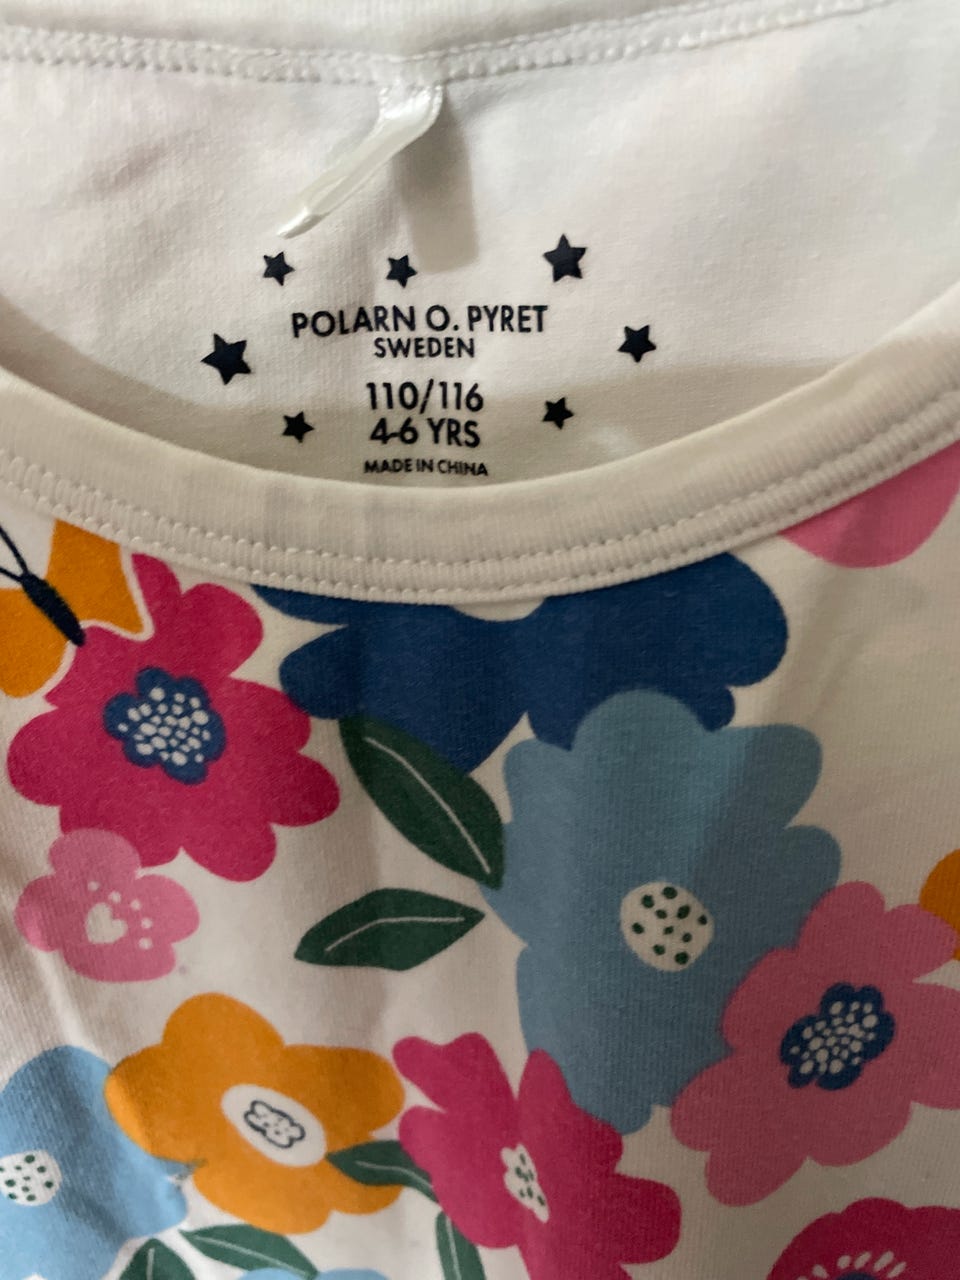 POLARN O. PYRET
SWEDEN
110/116
4-6 YRS
MADE IN CHINA